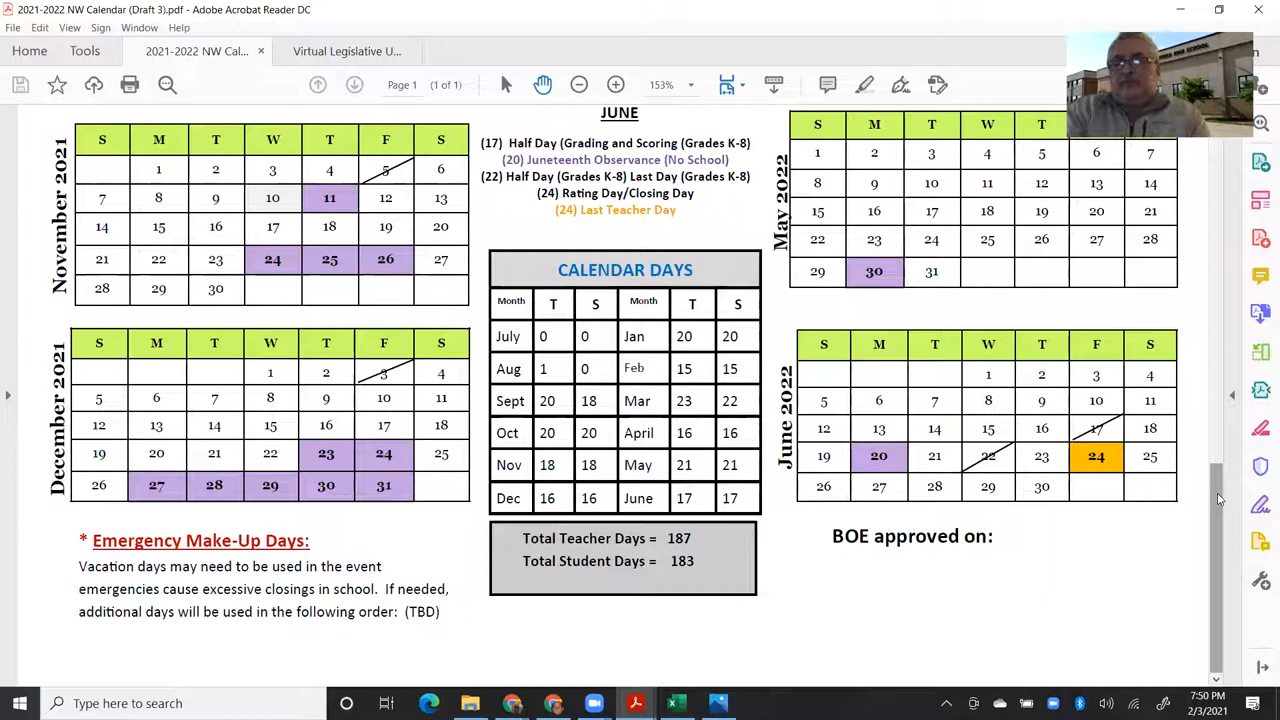 2021-2022 NW Calendar (Draft 3).pdf - Adobe Acrobat Reader DC
File Edit View Sign Window Help
Home Tools 2021-2022 NW Cal... × Virtual Legislative U...
Page 1 (1 of 1) 153%
JUNE
(17) Half Day (Grading and Scoring (Grades K-8)
(20) Juneteenth Observance (No School)
(22) Half Day (Grades K-8) Last Day (Grades K-8)
(24) Rating Day/Closing Day
(24) Last Teacher Day
November 2021
S M T W T F S
1 2 3 4 5 6
7 8 9 10 11 12 13
14 15 16 17 18 19 20
21 22 23 24 25 26 27
28 29 30
December 2021
S M T W T F S
1 2 3 4
5 6 7 8 9 10 11
12 13 14 15 16 17 18
19 20 21 22 23 24 25
26 27 28 29 30 31
CALENDAR DAYS
Month T S Month T S
July 0 0 Jan 20 20
Aug 1 0 Feb 15 15
Sept 20 18 Mar 23 22
Oct 20 20 April 16 16
Nov 18 18 May 21 21
Dec 16 16 June 17 17
Total Teacher Days = 187
Total Student Days = 183
May 2022
S M T W T
1 2 3 4 5 6 7
8 9 10 11 12 13 14
15 16 17 18 19 20 21
22 23 24 25 26 27 28
29 30 31
June 2022
S M T W T F S
1 2 3 4
5 6 7 8 9 10 11
12 13 14 15 16 17 18
19 20 21 22 23 24 25
26 27 28 29 30
* Emergency Make-Up Days:
Vacation days may need to be used in the event
emergencies cause excessive closings in school. If needed,
additional days will be used in the following order: (TBD)
BOE approved on:
HIGH SCHOOL
Type here to search
7:50 PM
2/3/2021